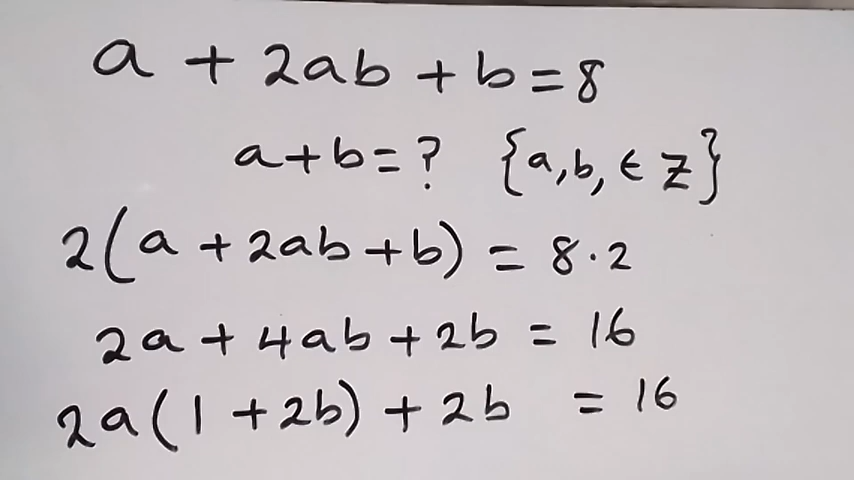 a + 2ab + b = 8
a + b = ? {a, b, ∈ Z}
2(a + 2ab + b) = 8 · 2
2a + 4ab + 2b = 16
2a(1 + 2b) + 2b = 16